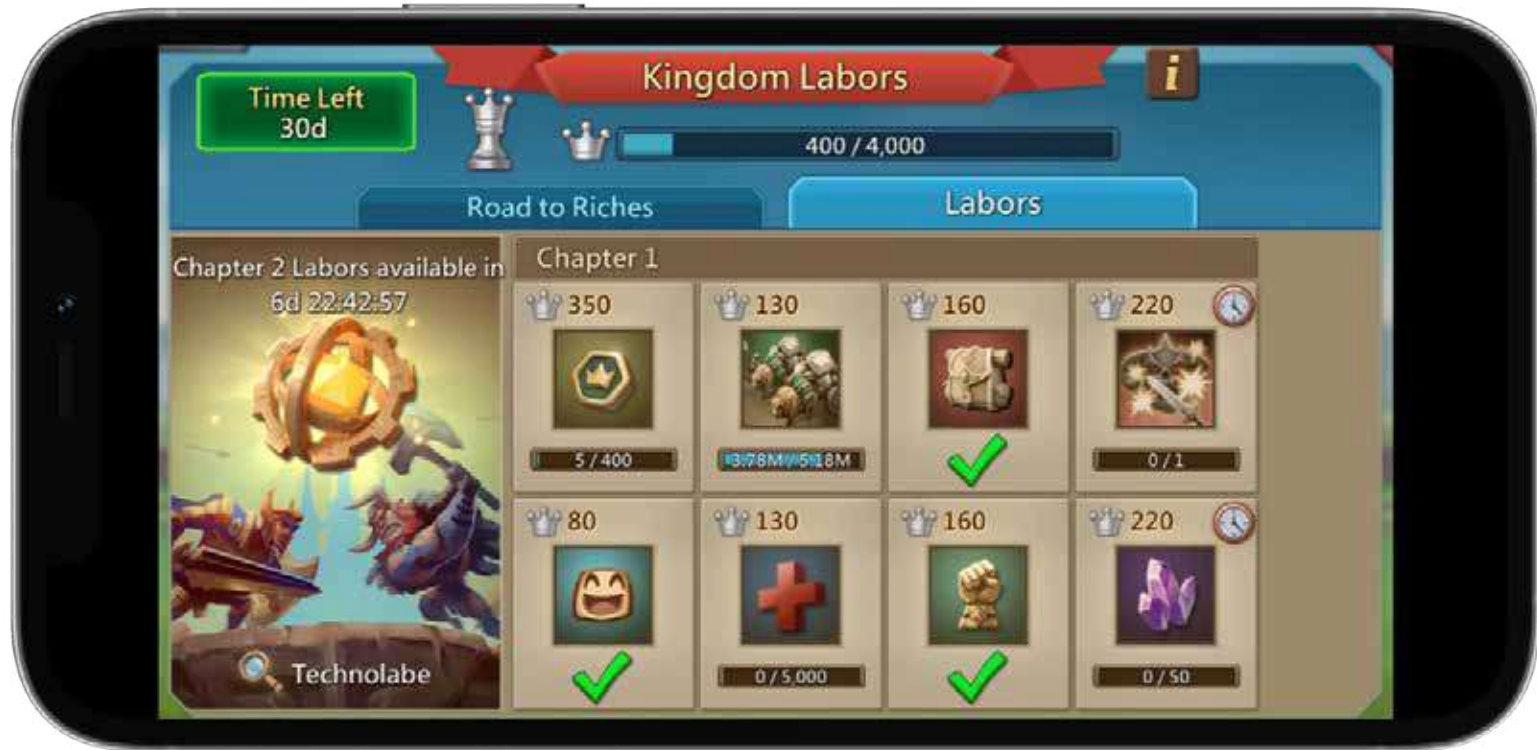 Kingdom Labors
i
Time Left
30d
400 / 4,000
Road to Riches
Labors
Chapter 2 Labors available in
6d 22:42:57
Technolabe
Chapter 1
350
130
160
220
5 / 400
3.78M / 5.18M
0 / 1
80
130
160
220
0 / 5,000
0 / 50